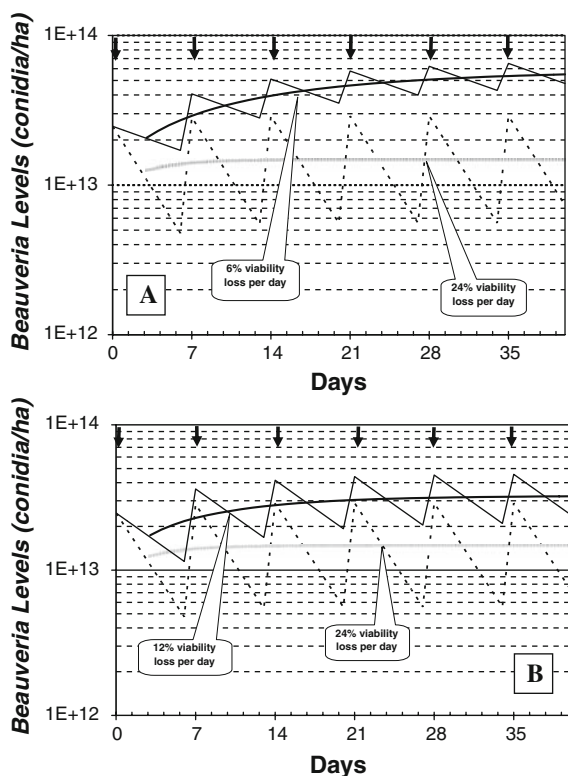 Beauveria Levels (conidia/ha)
1E+14
1E+13
1E+12
6% viability
loss per day
24% viability
loss per day
A
0 7 14 21 28 35
Days
Beauveria Levels (conidia/ha)
1E+14
1E+13
1E+12
12% viability
loss per day
24% viability
loss per day
B
0 7 14 21 28 35
Days